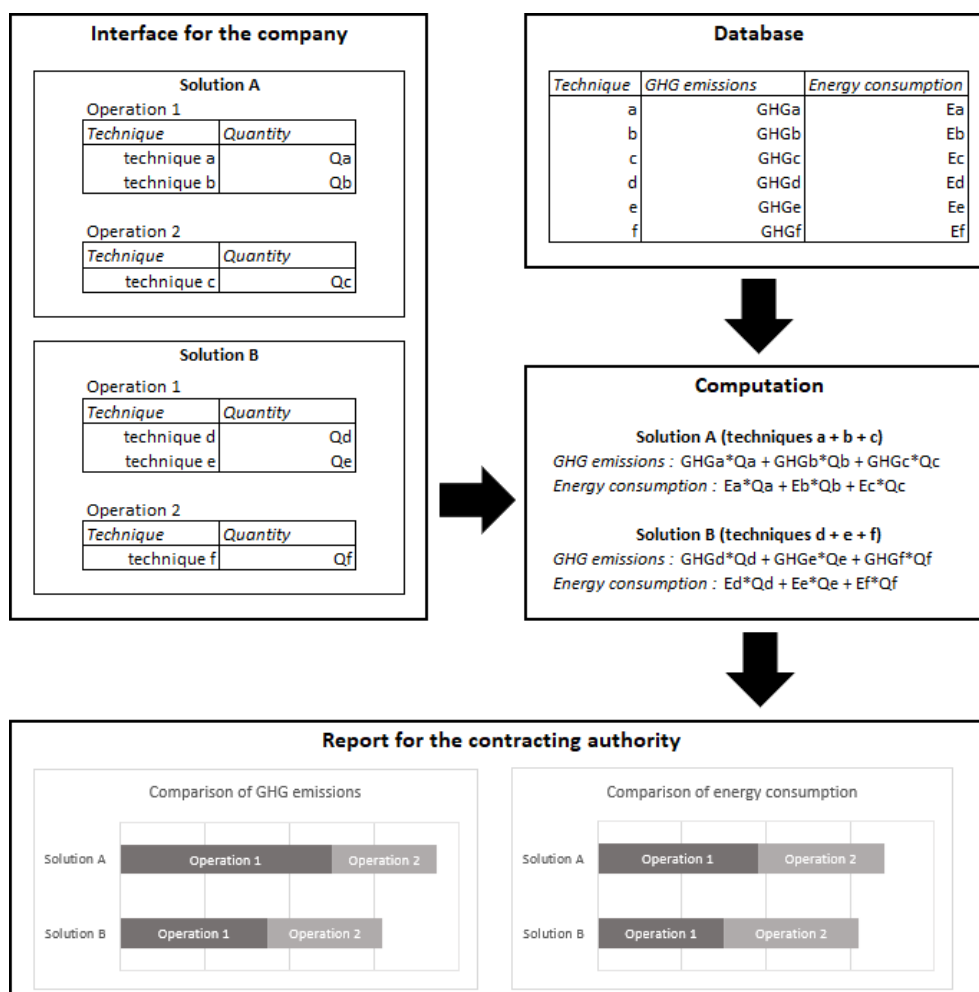 Interface for the company
Solution A
Operation 1
Technique Quantity
technique a Qa
technique b Qb
Operation 2
Technique Quantity
technique c Qc
Solution B
Operation 1
Technique Quantity
technique d Qd
technique e Qe
Operation 2
Technique Quantity
technique f Qf
Database
Technique GHG emissions Energy consumption
a GHGa Ea
b GHGb Eb
c GHGc Ec
d GHGd Ed
e GHGe Ee
f GHGf Ef
Computation
Solution A (techniques a + b + c)
GHG emissions : GHGa*Qa + GHGb*Qb + GHGc*Qc
Energy consumption : Ea*Qa + Eb*Qb + Ec*Qc
Solution B (techniques d + e + f)
GHG emissions : GHGd*Qd + GHGe*Qe + GHGf*Qf
Energy consumption : Ed*Qd + Ee*Qe + Ef*Qf
Report for the contracting authority
Comparison of GHG emissions
Solution A Operation 1 Operation 2
Solution B Operation 1 Operation 2
Comparison of energy consumption
Solution A Operation 1 Operation 2
Solution B Operation 1 Operation 2